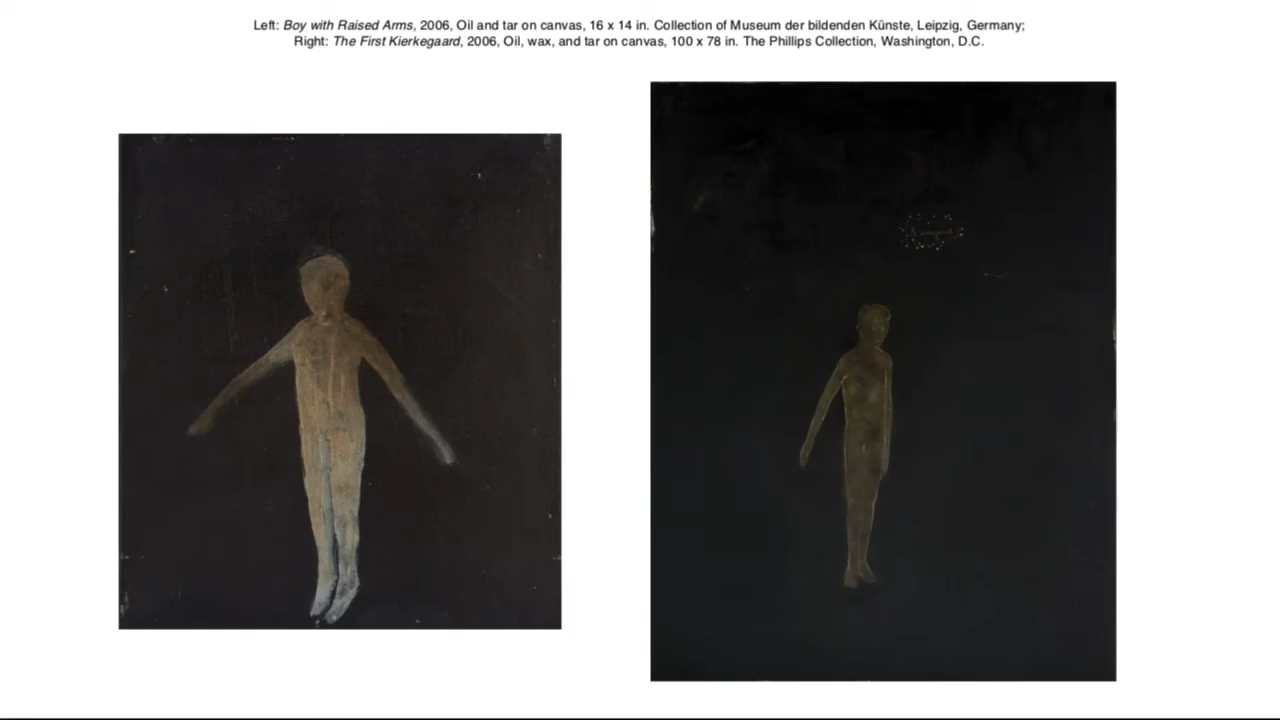 Left: Boy with Raised Arms, 2006, Oil and tar on canvas, 16 x 14 in. Collection of Museum der bildenden Künste, Leipzig, Germany;
Right: The First Kierkegaard, 2006, Oil, wax, and tar on canvas, 100 x 78 in. The Phillips Collection, Washington, D.C.